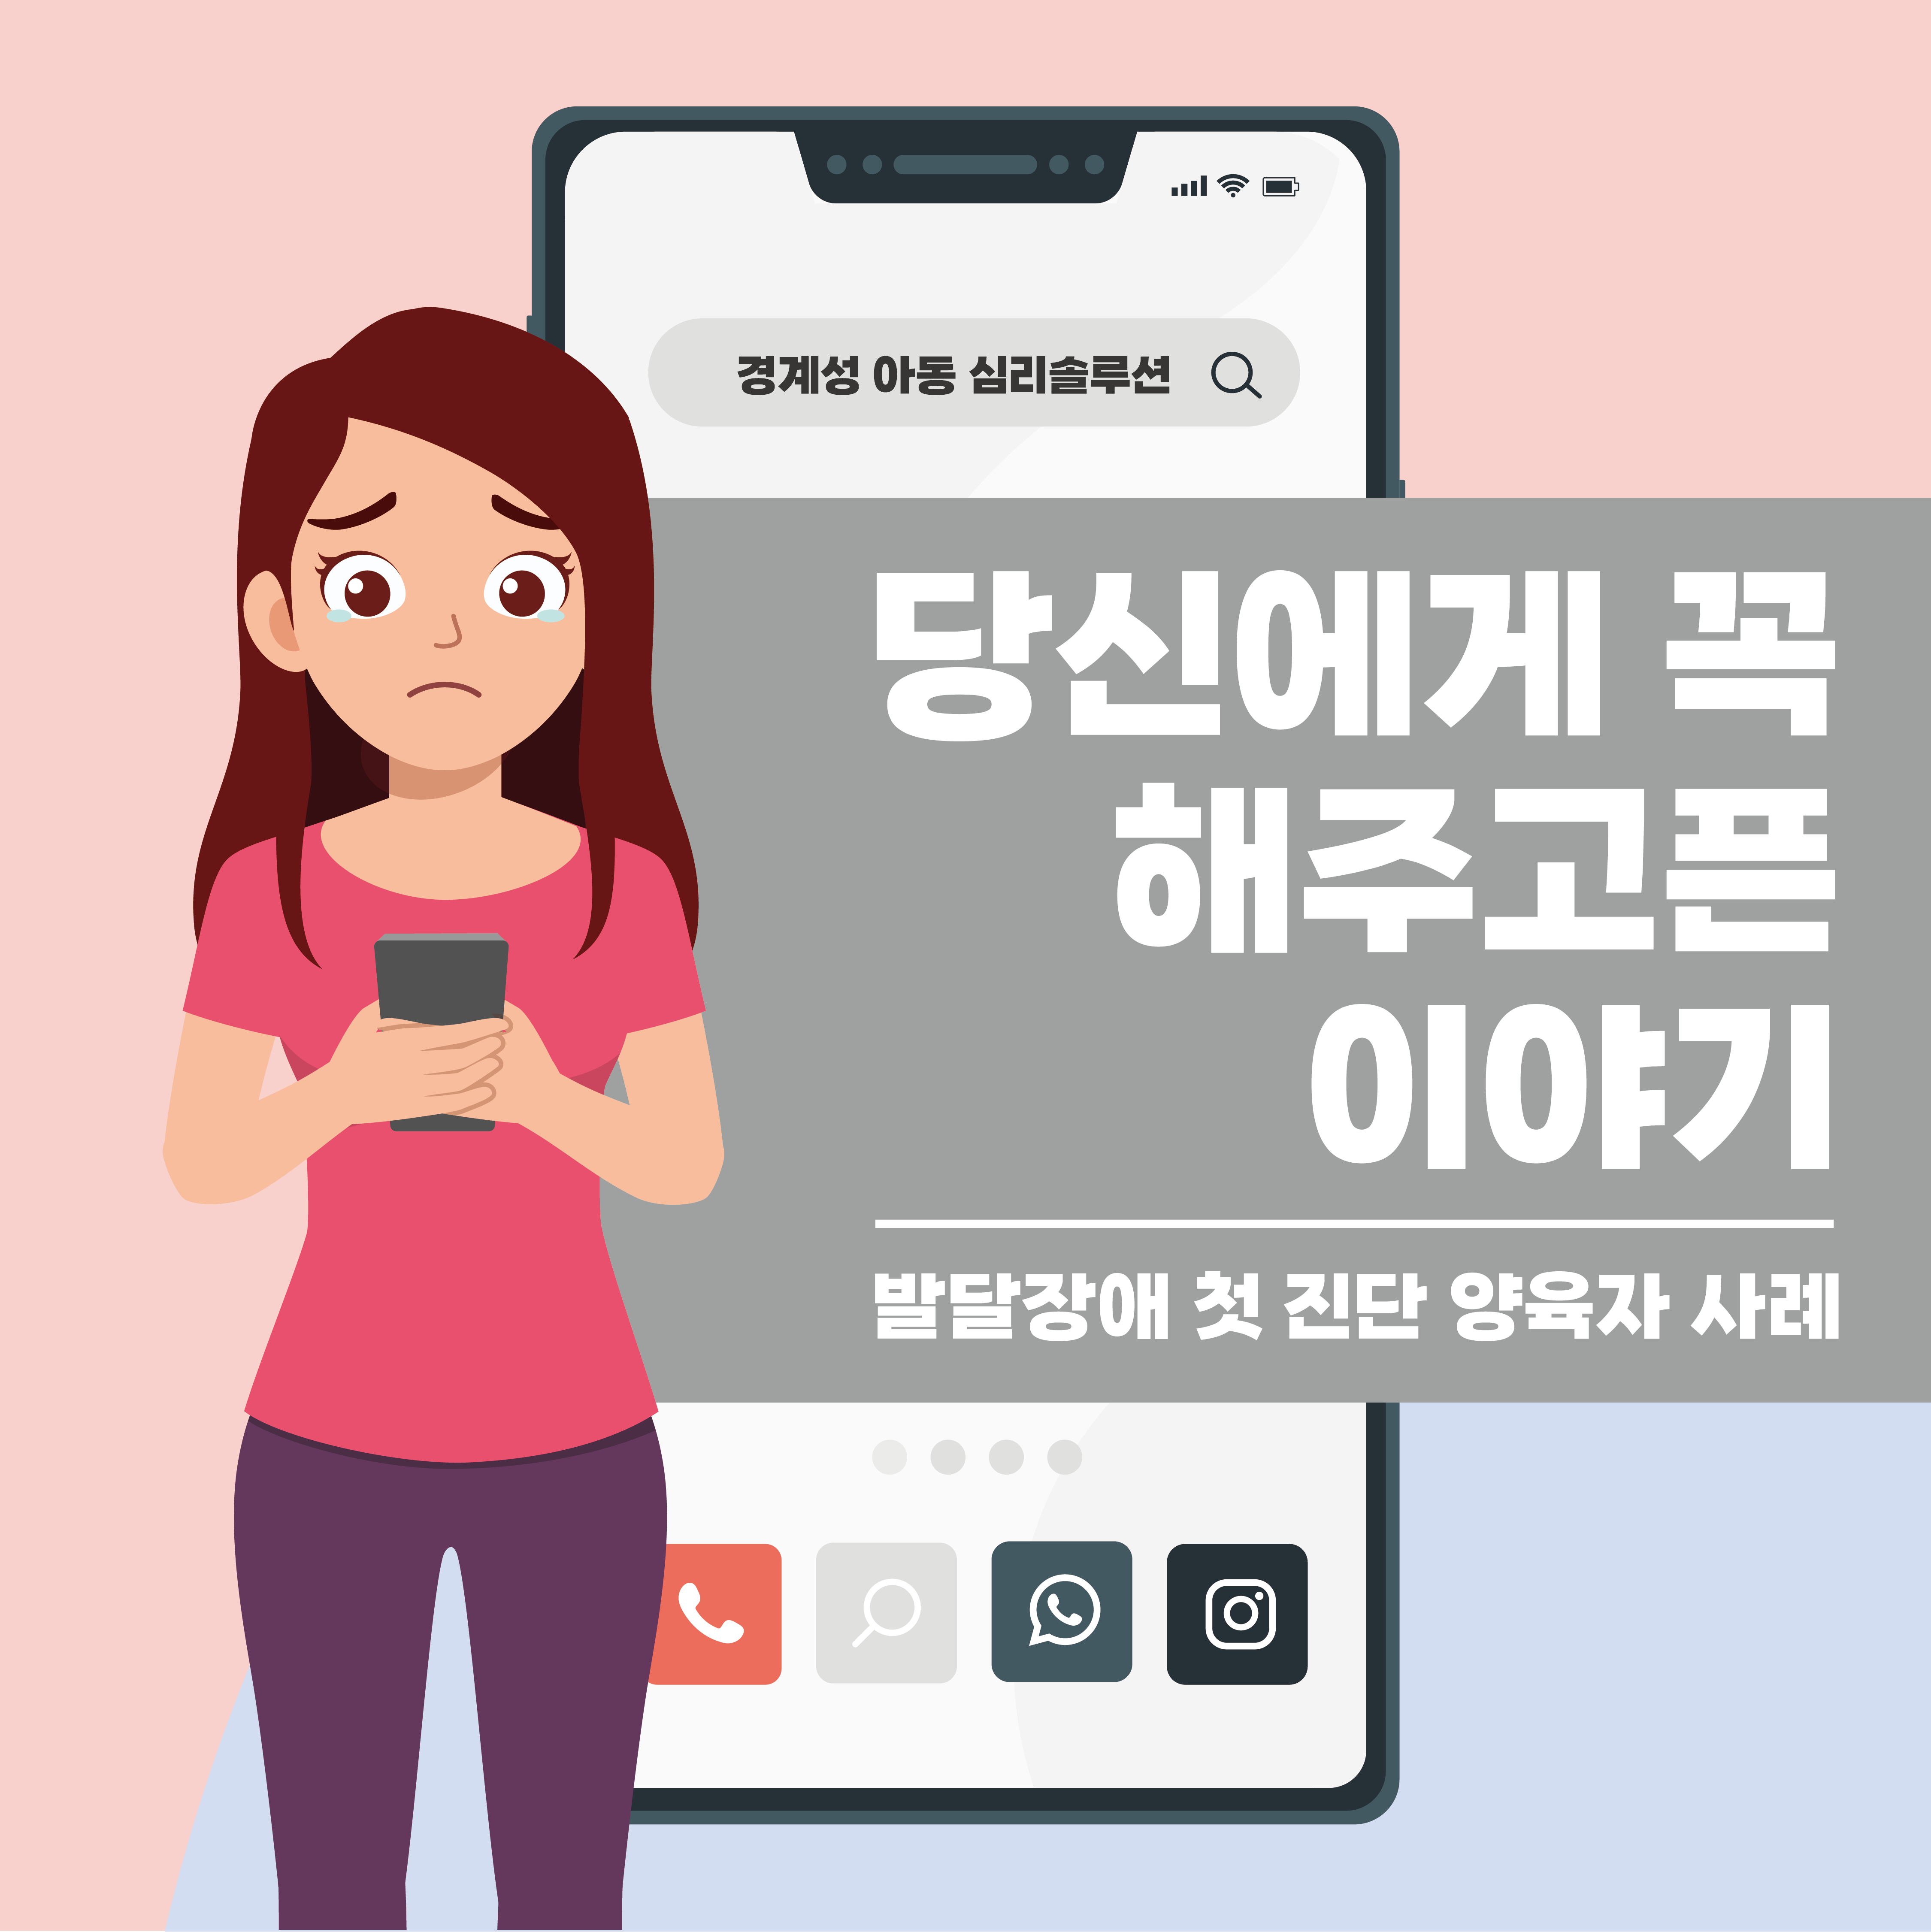 경계성 아동 심리솔루션
당신에게 꼭
해주고픈
이야기
발달장애 첫 진단 양육자 사례